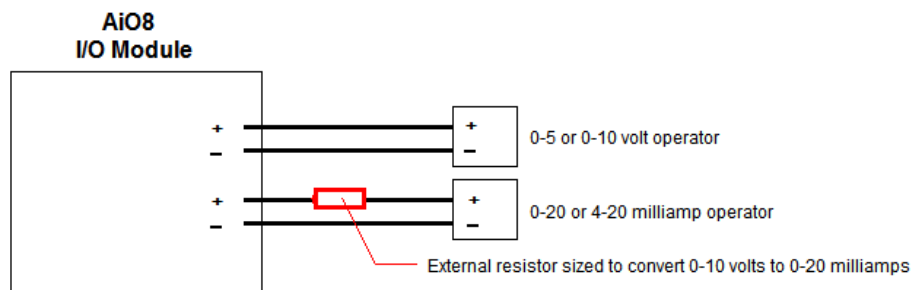 AiO8
I/O Module
+
+
−
−
0-5 or 0-10 volt operator
+
+
−
−
0-20 or 4-20 milliamp operator
External resistor sized to convert 0-10 volts to 0-20 milliamps